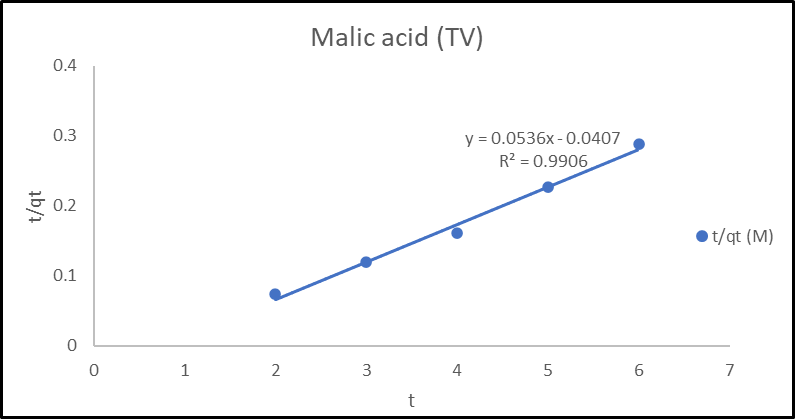 Malic acid (TV)
0.4
0.3
0.2
0.1
0
t/qt
y = 0.0536x - 0.0407
R² = 0.9906
t/qt (M)
0 1 2 3 4 5 6 7
t